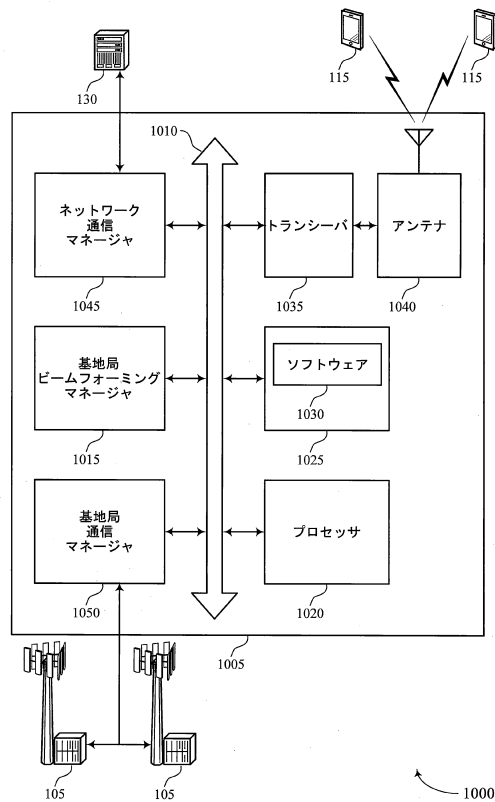 115
115
130
1010
ネットワーク
通信
マネージャ
1045
トランシーバ
1035
アンテナ
1040
基地局
ビームフォーミング
マネージャ
1015
ソフトウェア
1030
1025
基地局
通信
マネージャ
1050
プロセッサ
1020
1005
105
105
1000